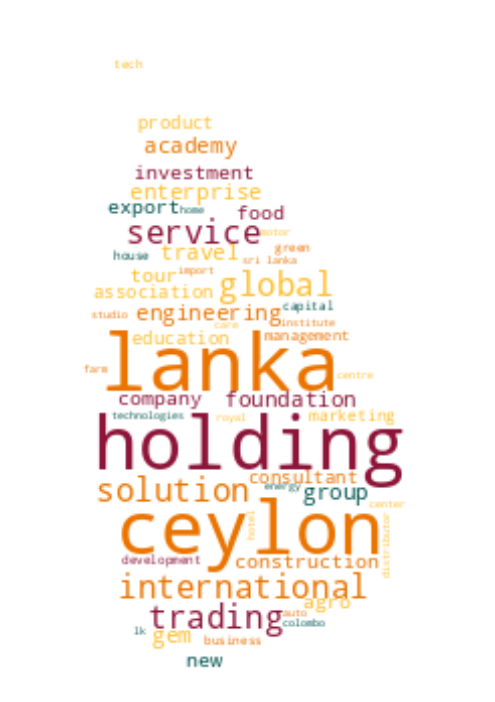 tech
product
academy
investment
enterprise
export home food
service motor
house travel green
sri lanka
tour import global
association
studio engineering capital
care institute
education management
lanka
farm centre
company foundation
technologies royal marketing
holding
consultant
solution energy group
center
ceylon hotel distributor
development construction
international
agro
trading auto
colombo
lk gem business
new